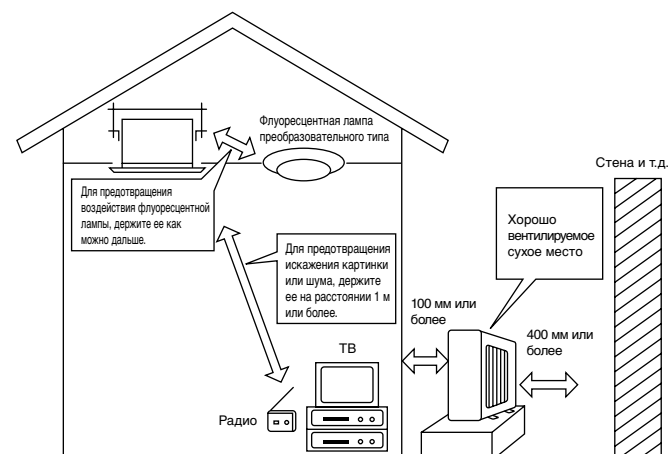 Флуоресцентная лампа
преобразовательного типа
Стена и т.д.
Для предотвращения
воздействия флуоресцентной
лампы, держите ее как
можно дальше.
Хорошо
вентилируемое
сухое место
Для предотвращения
искажения картинки
или шума, держите
ее на расстоянии 1 м
или более.
100 мм или
более
400 мм или
более
ТВ
Радио